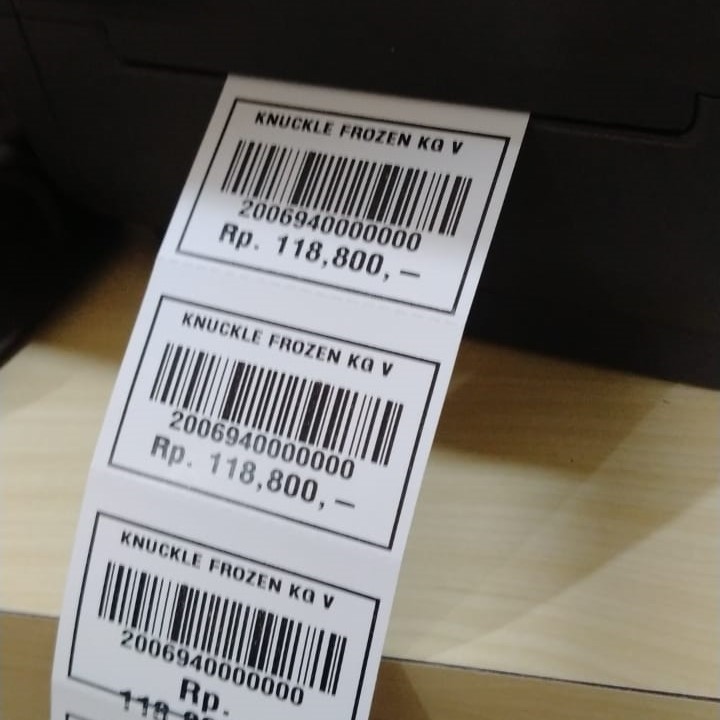 KNUCKLE FROZEN KG V
2006940000000
Rp. 118,800,–
KNUCKLE FROZEN KG V
2006940000000
Rp. 118,800,–
KNUCKLE FROZEN KG V
2006940000000
Rp.